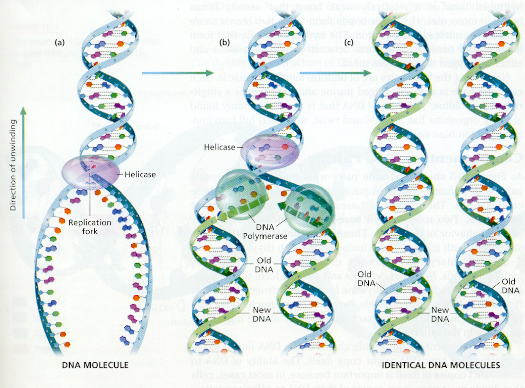 (a)
(b)
(c)
Direction of unwinding
Helicase
Replication
fork
DNA MOLECULE
Helicase
DNA
Polymerase
Old
DNA
New
DNA
Old
DNA
Old
DNA
New
DNA
IDENTICAL DNA MOLECULES